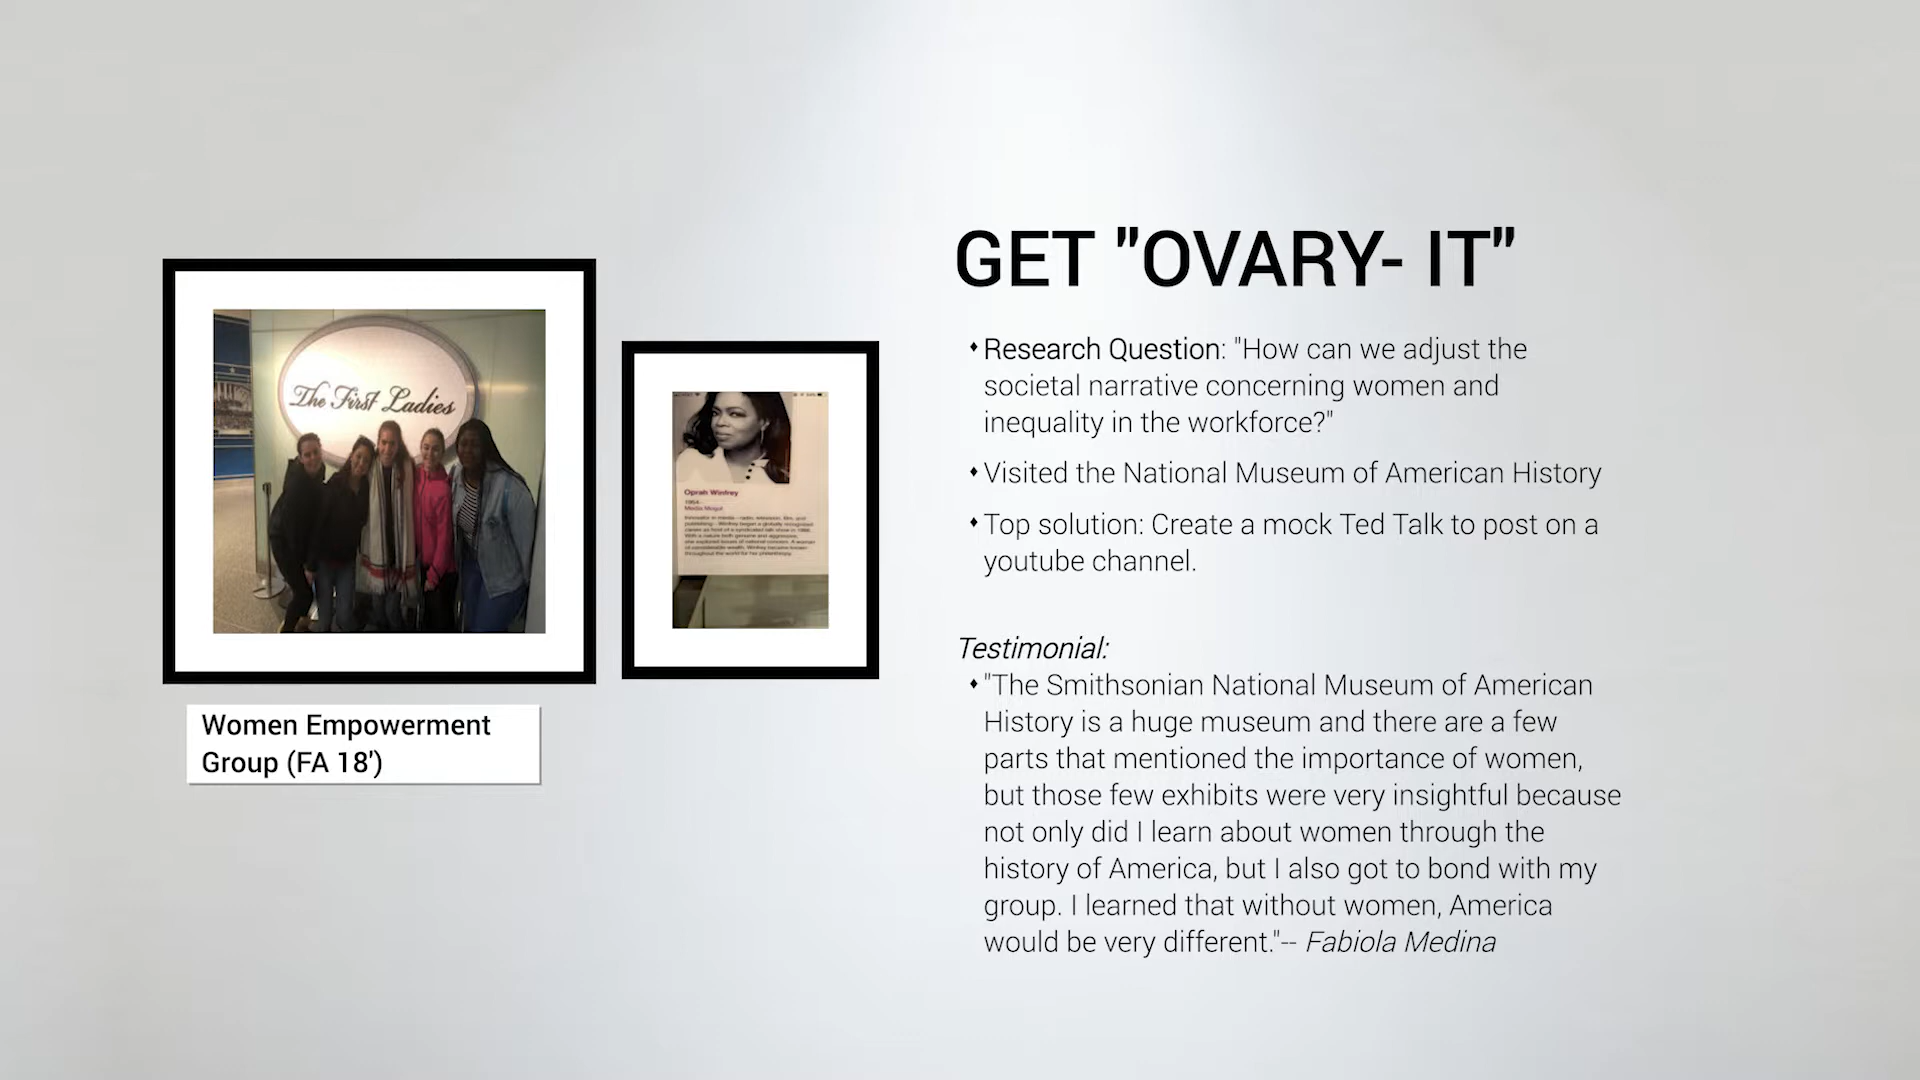 The First Ladies
Oprah Winfrey
1954-
Media Mogul
Women Empowerment
Group (FA 18')
GET "OVARY- IT"
Research Question: "How can we adjust the
societal narrative concerning women and
inequality in the workforce?"
Visited the National Museum of American History
Top solution: Create a mock Ted Talk to post on a
youtube channel.
Testimonial:
"The Smithsonian National Museum of American
History is a huge museum and there are a few
parts that mentioned the importance of women,
but those few exhibits were very insightful because
not only did I learn about women through the
history of America, but I also got to bond with my
group. I learned that without women, America
would be very different."-- Fabiola Medina